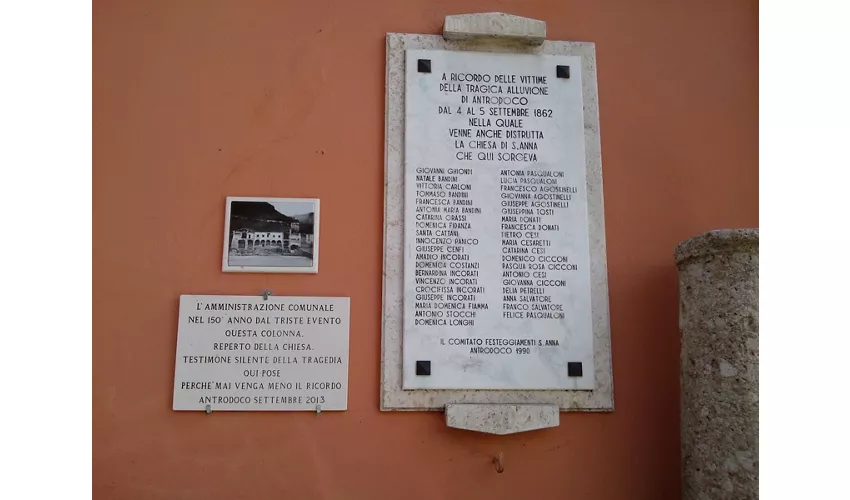 A RICORDO DELLE VITTIME
DELLA TRAGICA ALLUVIONE
DI ANTRODOCO
DAL 4 AL 5 SETTEMBRE 1862
NELLA QUALE
VENNE ANCHE DISTRUTTA
LA CHIESA DI S. ANNA
CHE QUI SORGEVA
GIOVANNI GHIONDI
NATALE BANDINI
VITTORIA CARLONI
TOMMASO BANDINI
FRANCESCA BANDINI
ANTONIA MARIA BANDINI
CATARINA GRASSI
DOMENICA FIDANZA
SANTA CATTANI
INNOCENZO PANICO
GIUSEPPE CENFI
AMADIO INCORATI
DOMENICA COSTANZI
BERNARDINA INCORATI
VINCENZO INCORATI
CROCIFISSA INCORATI
GIUSEPPE INCORATI
MARIA DOMENICA FIAMMA
ANTONIO STOCCHI
DOMENICA LONGHI
ANTONIA PASQUALONI
LUCIA PASQUALONI
FRANCESCO AGOSTINELLI
GIOVANNA AGOSTINELLI
GIUSEPPE AGOSTINELLI
GIUSEPPINA TOSTI
MARIA DONATI
FRANCESCA DONATI
PIETRO CESI
MARIA CESARETTI
CATARINA CESI
DOMENICO CICCONI
PASQUA ROSA CICCONI
ANTONIO CESI
GIOVANNA CICCONI
DELIA PETRELLI
ANNA SALVATORE
FRANCO SALVATORE
FELICE PASQUALONI
IL COMITATO FESTEGGIAMENTI S. ANNA
ANTRODOCO 1990
L'AMMINISTRAZIONE COMUNALE
NEL 150° ANNO DAL TRISTE EVENTO
QUESTA COLONNA,
REPERTO DELLA CHIESA,
TESTIMONE SILENTE DELLA TRAGEDIA
QUI POSE
PERCHE' MAI VENGA MENO IL RICORDO
ANTRODOCO SETTEMBRE 2013